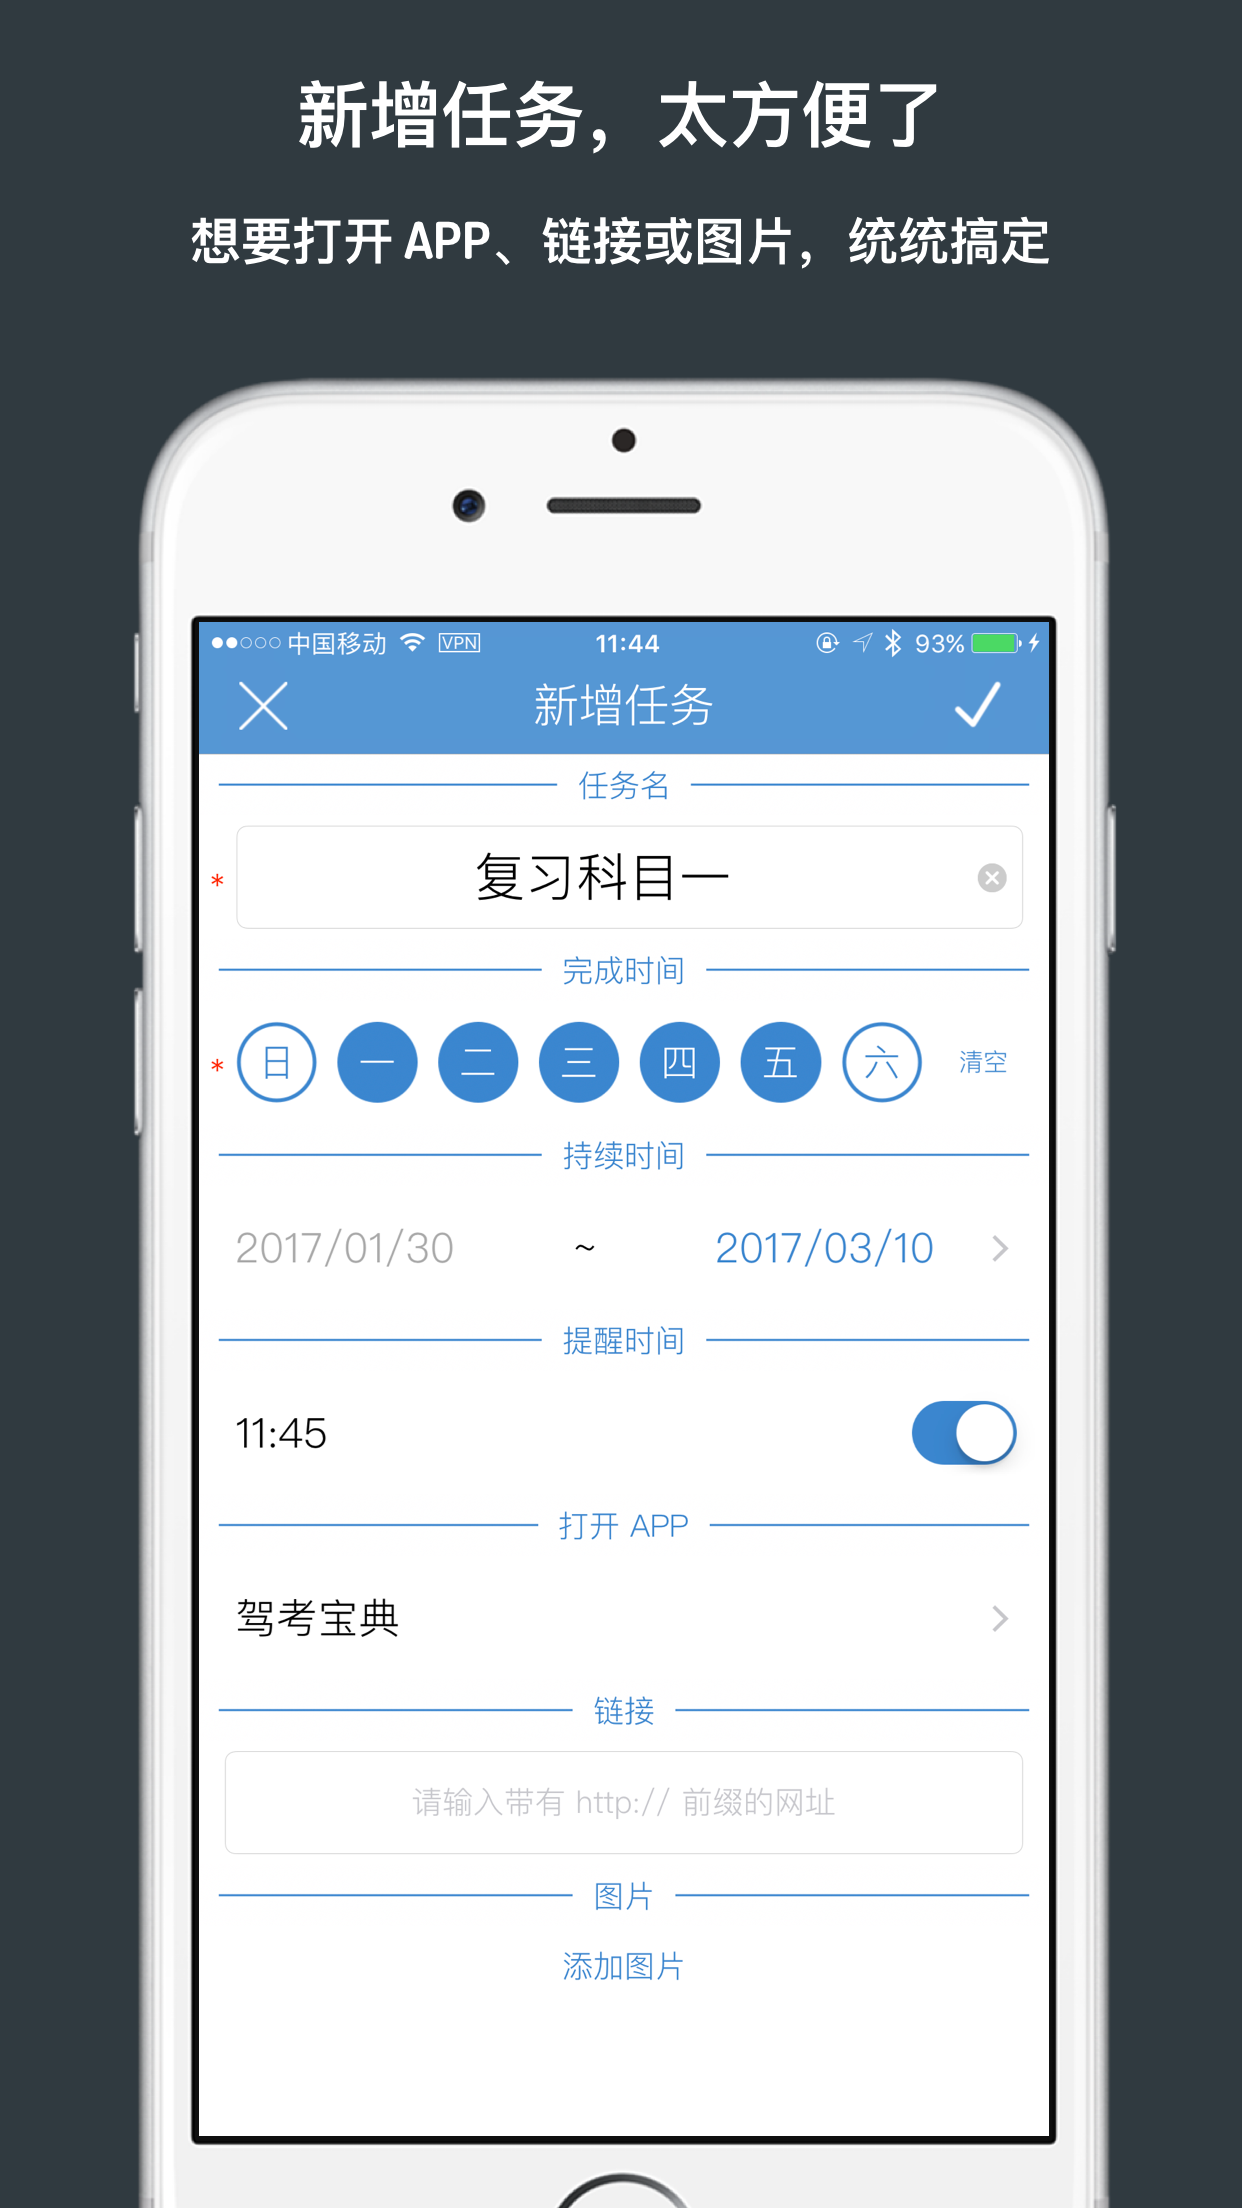 新增任务，太方便了
想要打开 APP、链接或图片，统统搞定
中国移动 VPN 11:44 93%
新增任务
任务名
* 复习科目一
完成时间
* 日 一 二 三 四 五 六 清空
持续时间
2017/01/30 ~ 2017/03/10
提醒时间
11:45
打开 APP
驾考宝典
链接
请输入带有 http:// 前缀的网址
图片
添加图片